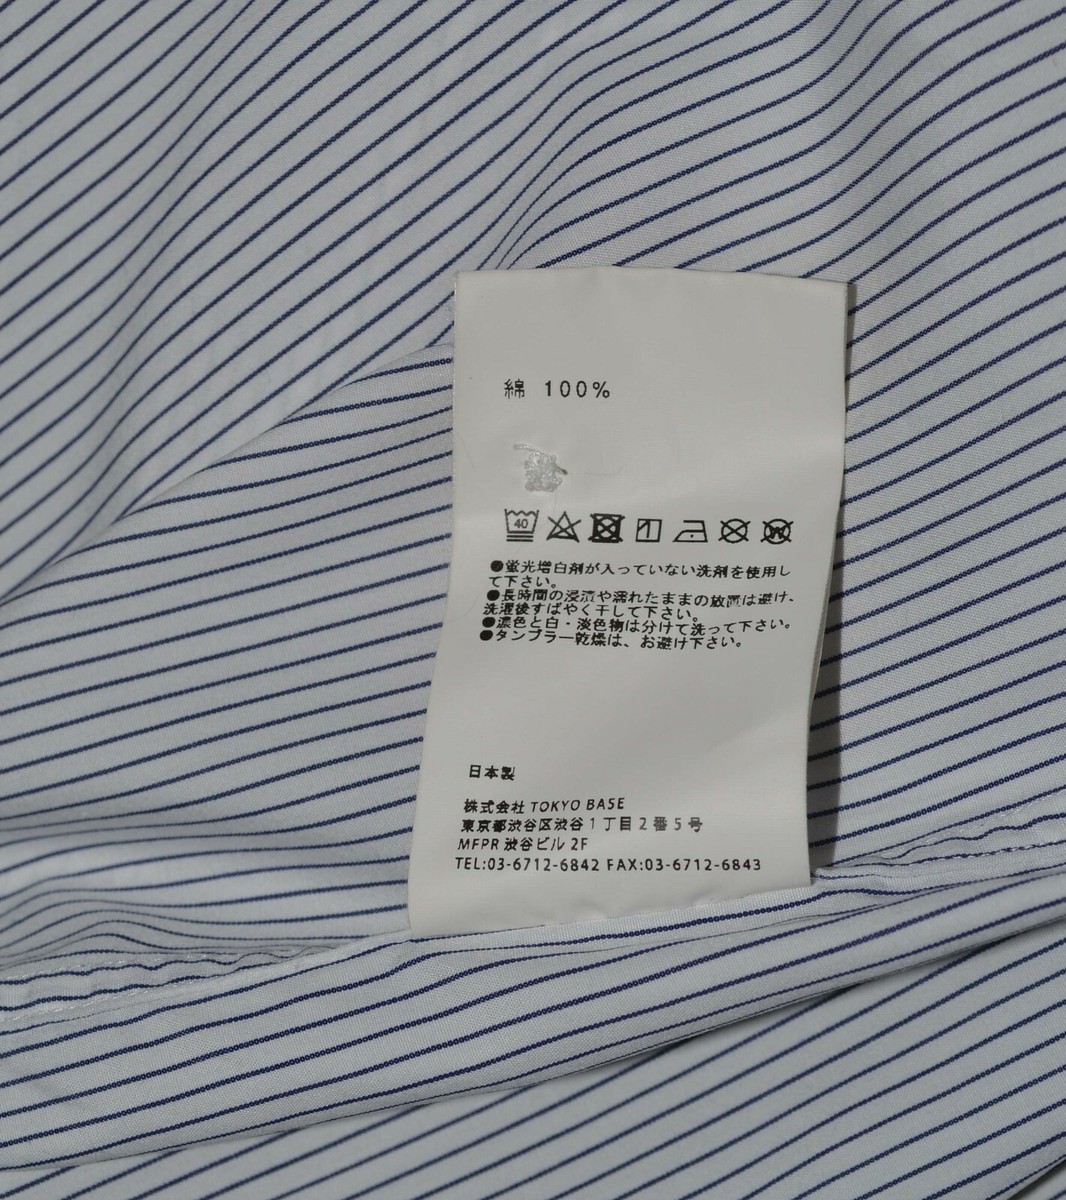 綿 100%
40
●蛍光増白剤が入っていない洗剤を使用し
て下さい。
●長時間の浸漬や濡れたままの放置は避け、
洗濯後すばやく干して下さい。
●濃色と白・淡色物は分けて洗って下さい。
●タンブラー乾燥は、お避け下さい。
日本製
株式会社 TOKYO BASE
東京都渋谷区渋谷1丁目2番5号
MFPR 渋谷ビル 2F
TEL:03-6712-6842 FAX:03-6712-6843